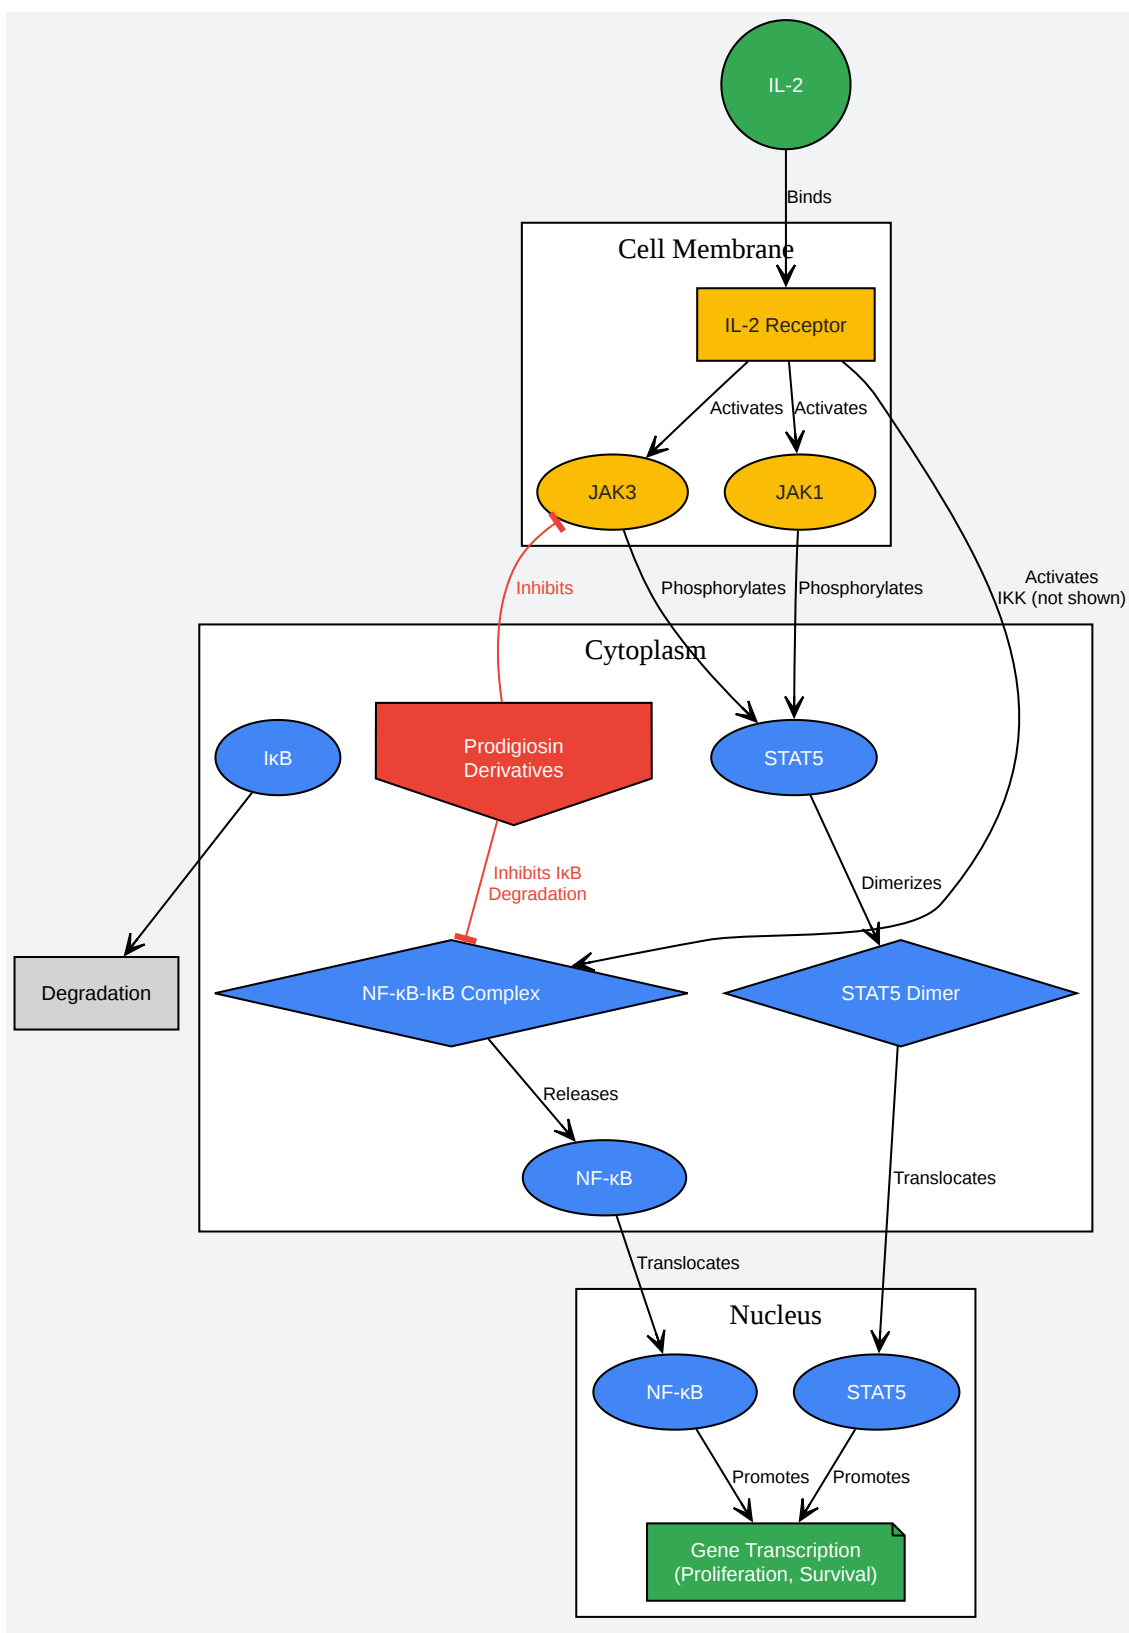 IL-2
Binds
Cell Membrane
IL-2 Receptor
Activates
Activates
JAK3
JAK1
Inhibits
Phosphorylates
Phosphorylates
Activates
IKK (not shown)
Cytoplasm
IκB
Prodigiosin
Derivatives
STAT5
Inhibits IκB
Degradation
Dimerizes
Degradation
NF-κB-IκB Complex
STAT5 Dimer
Releases
NF-κB
Translocates
Translocates
Nucleus
NF-κB
STAT5
Promotes
Promotes
Gene Transcription
(Proliferation, Survival)